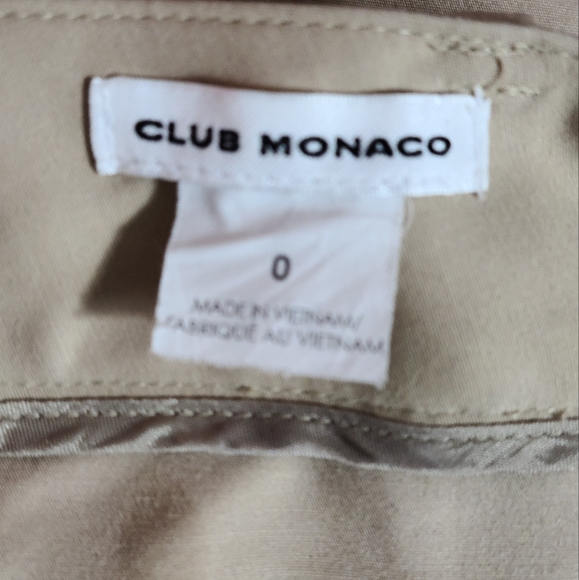 CLUB MONACO
0
MADE IN VIETNAM/
FABRIQUÉ AU VIETNAM